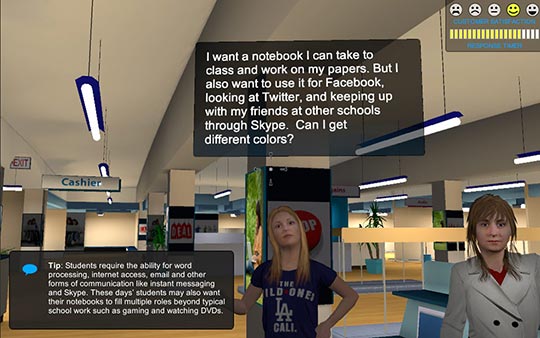 CUSTOMER SATISFACTION
RESPONSE TIMER
I want a notebook I can take to
class and work on my papers. But I
also want to use it for Facebook,
looking at Twitter, and keeping up
with my friends at other schools
through Skype.  Can I get
different colors?
EXIT
Cashier
DEAL
Tip: Students require the ability for word
processing, internet access, email and other
forms of communication like instant messaging
and Skype. These days' students may also want
their notebooks to fill multiple roles beyond typical
school work such as gaming and watching DVDs.
THE
WILD ONE!
LA
CALI.